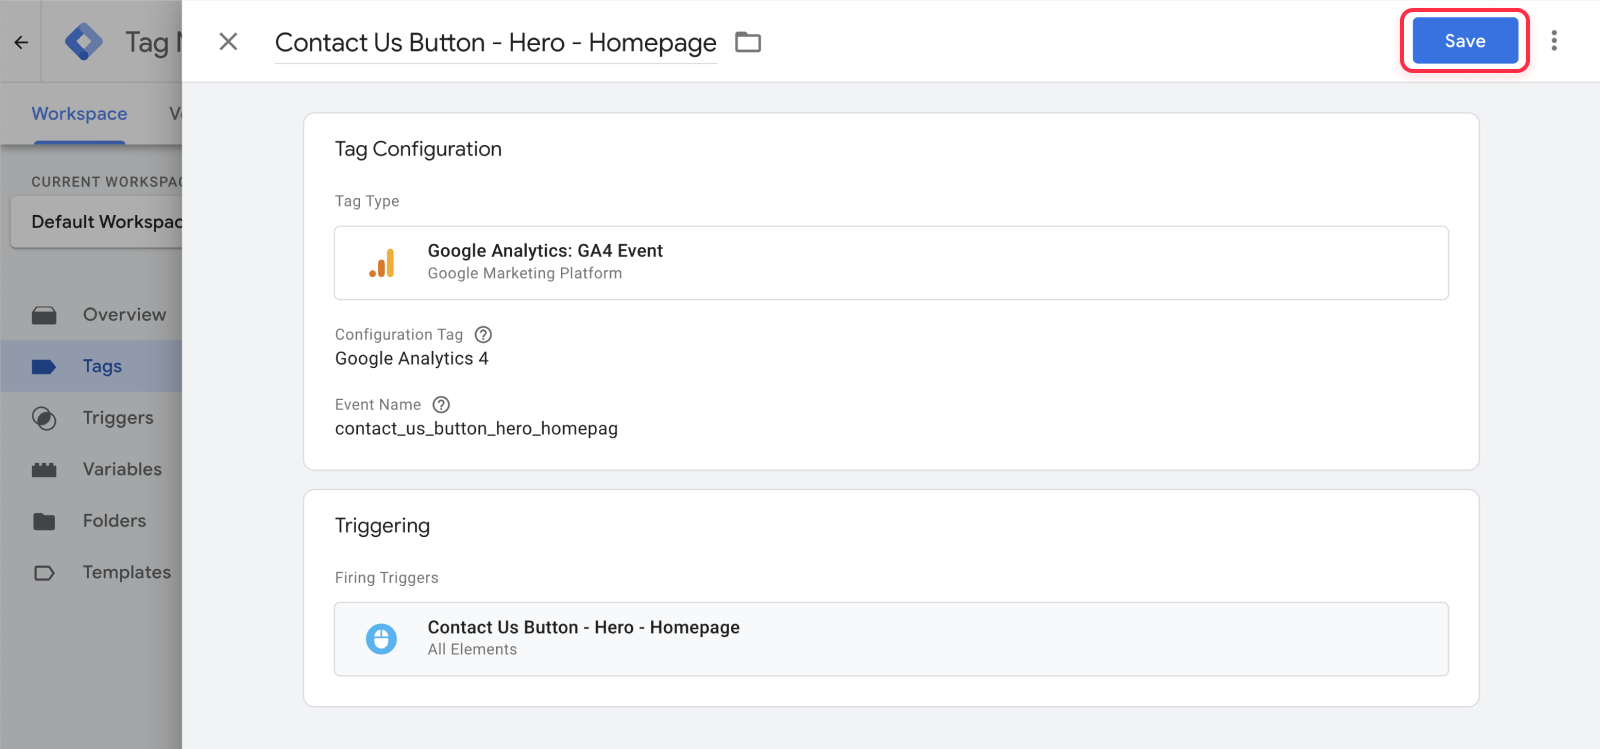 Tag M
Contact Us Button - Hero - Homepage
Save
Workspace
Ve
CURRENT WORKSPAC
Default Workspac
Overview
Tags
Triggers
Variables
Folders
Templates
Tag Configuration
Tag Type
Google Analytics: GA4 Event
Google Marketing Platform
Configuration Tag ?
Google Analytics 4
Event Name ?
contact_us_button_hero_homepag
Triggering
Firing Triggers
Contact Us Button - Hero - Homepage
All Elements